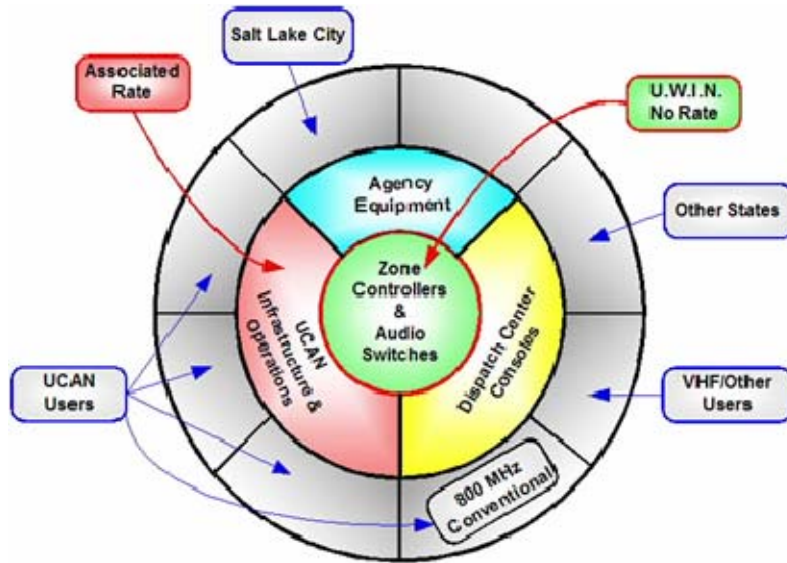 Salt Lake City
Associated
Rate
U.W.I.N.
No Rate
Agency
Equipment
Other States
Zone
Controllers
&
Audio
Switches
UCAN
Infrastructure &
Operations
Dispatch Center
Consoles
UCAN
Users
VHF/Other
Users
800 MHz
Conventional